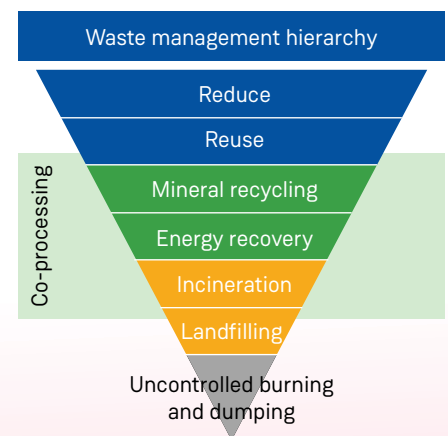 Waste management hierarchy
Reduce
Reuse
Mineral recycling
Energy recovery
Incineration
Landfilling
Uncontrolled burning
and dumping
Co-processing